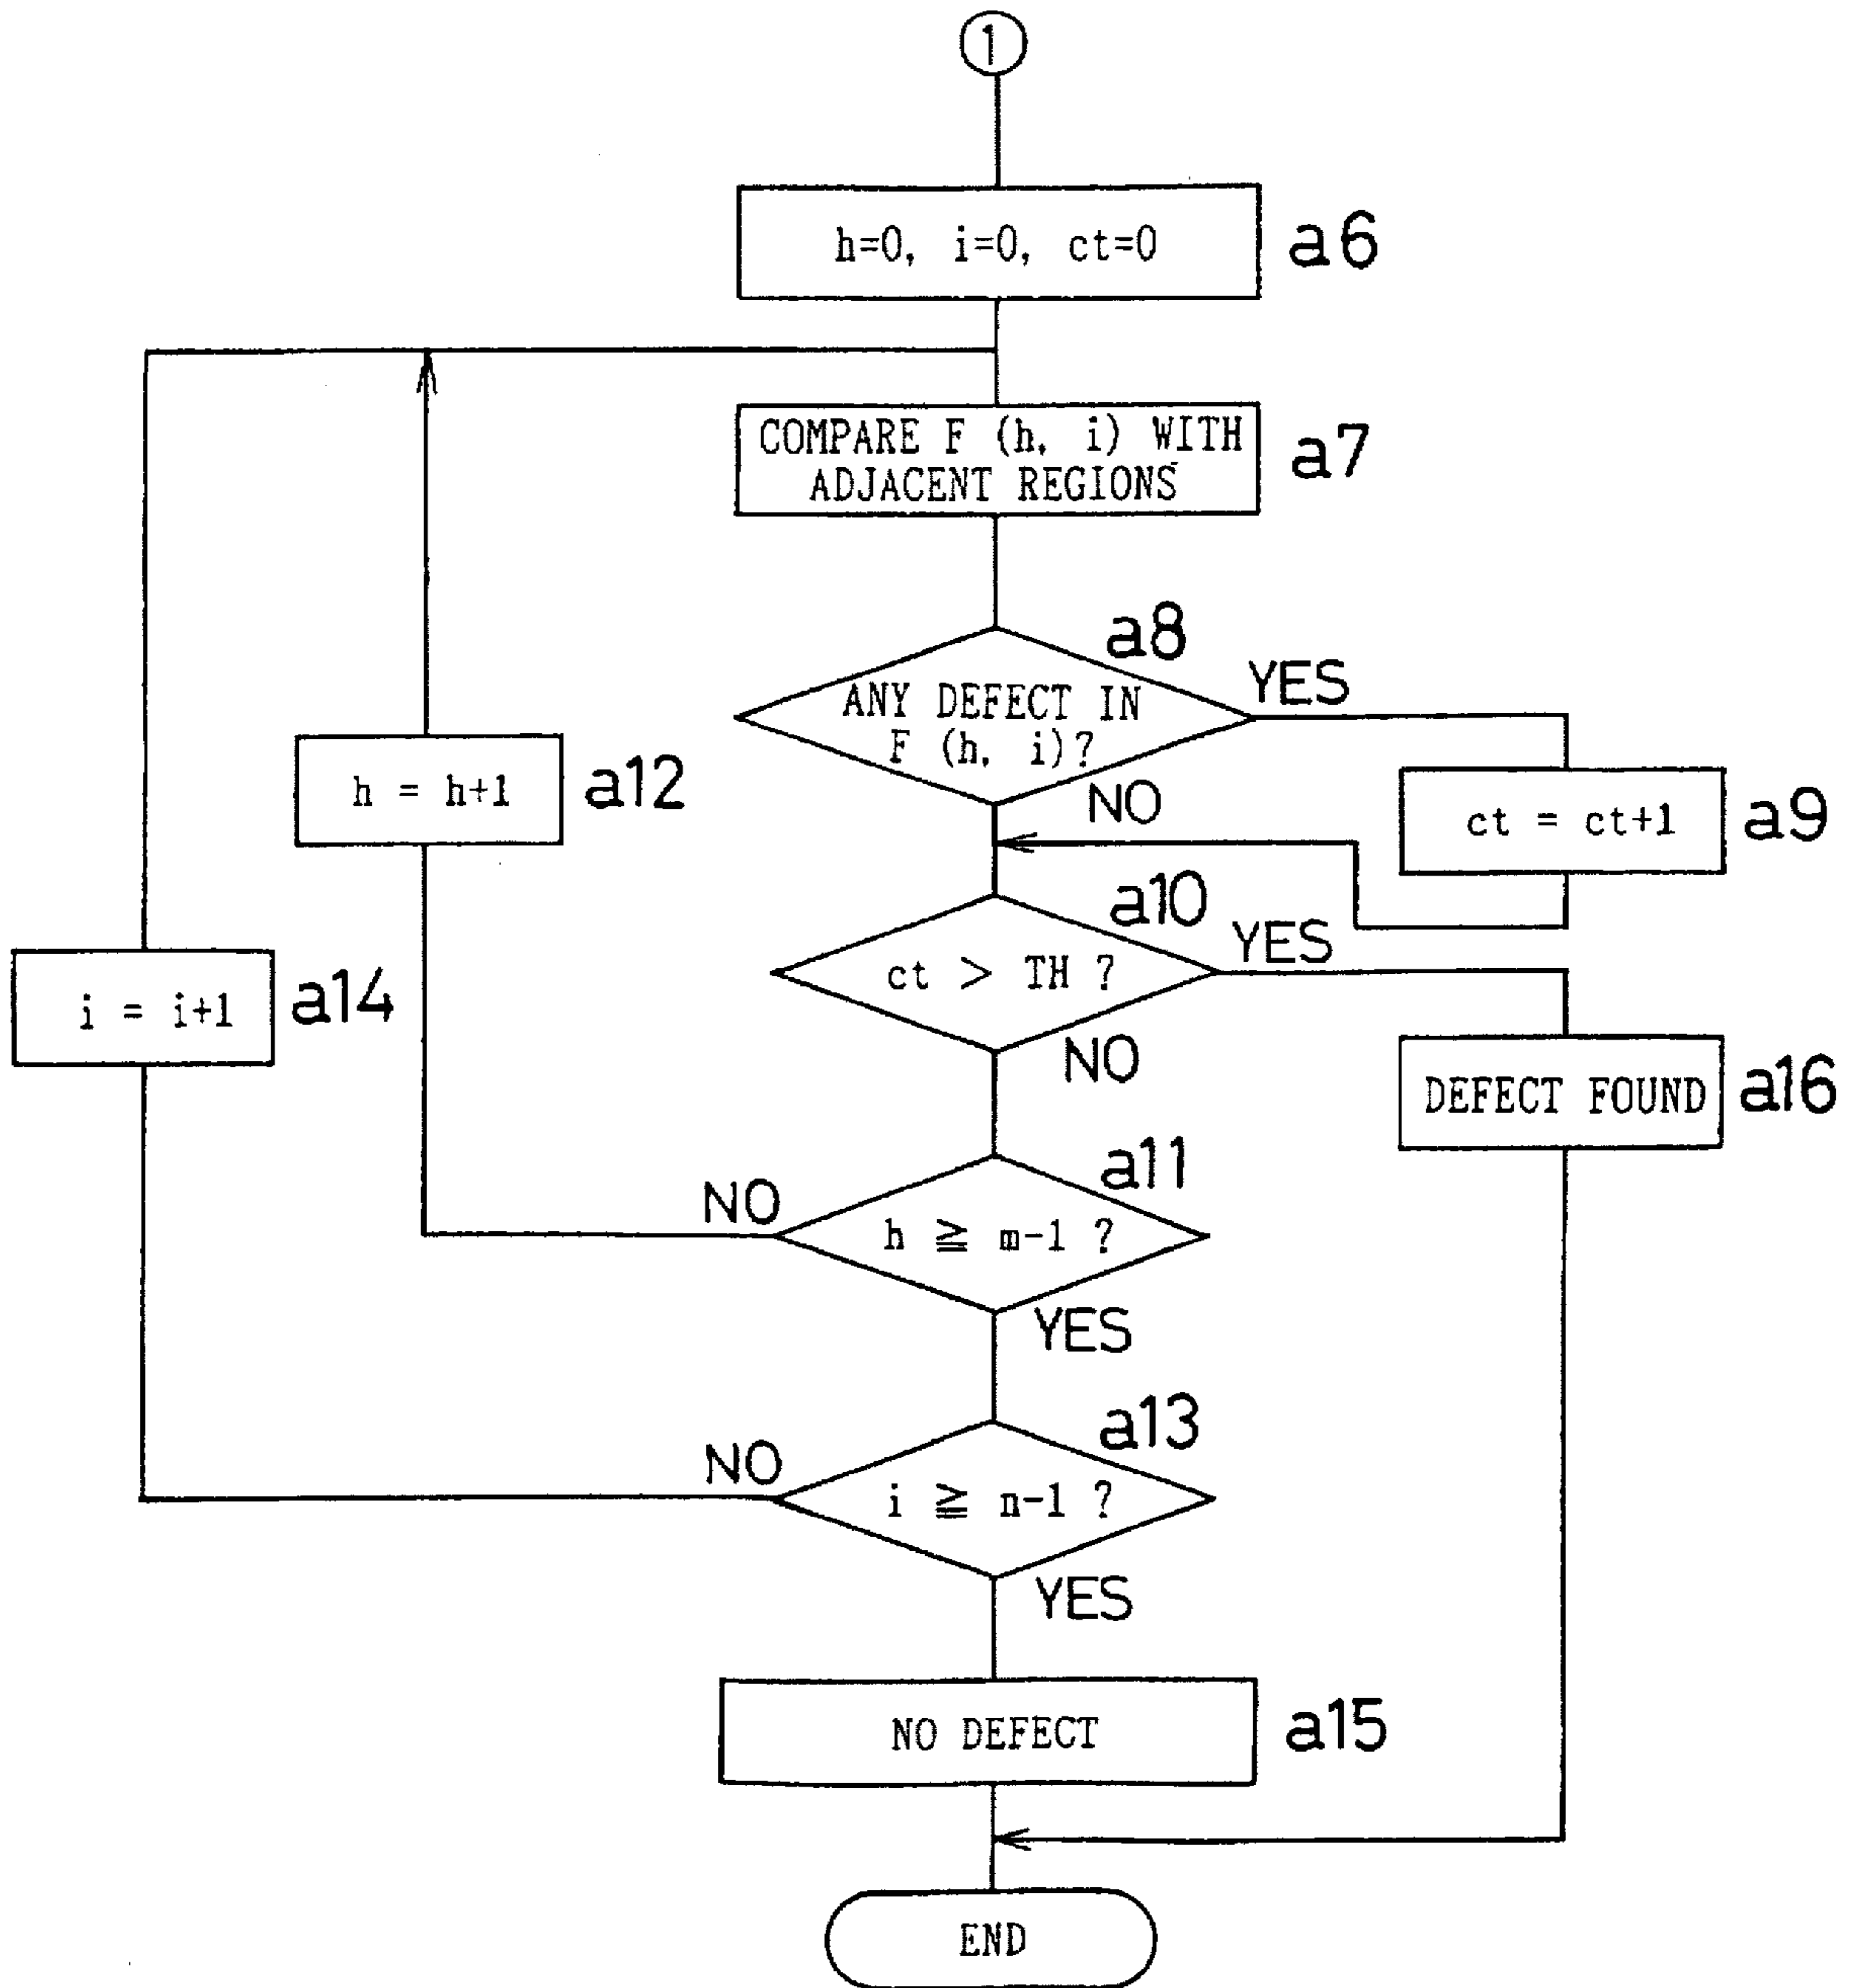 1
h=0, i=0, ct=0
a6
COMPARE F (h, i) WITH
ADJACENT REGIONS
a7
a8
ANY DEFECT IN
F (h, i)?
YES
NO
h = h+1
a12
ct = ct+1
a9
a10
ct > TH ?
YES
NO
i = i+1
a14
DEFECT FOUND
a16
a11
NO
h ≧ m-1 ?
YES
a13
NO
i ≧ n-1 ?
YES
NO DEFECT
a15
END